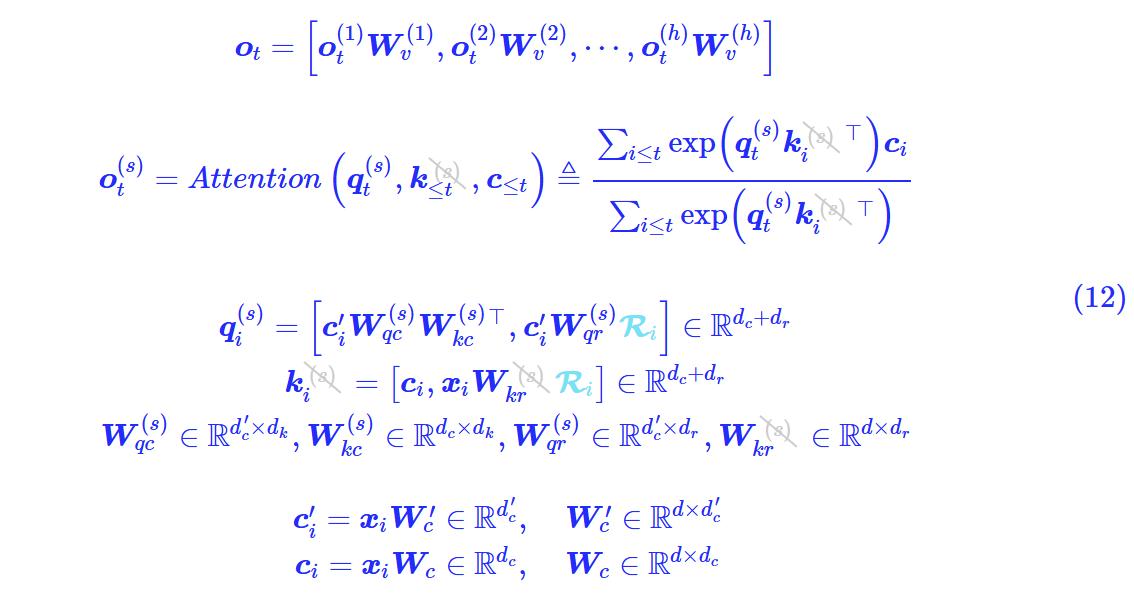 $\boldsymbol{o}_t = \left[\boldsymbol{o}_t^{(1)}\boldsymbol{W}_v^{(1)}, \boldsymbol{o}_t^{(2)}\boldsymbol{W}_v^{(2)}, \cdots, \boldsymbol{o}_t^{(h)}\boldsymbol{W}_v^{(h)}\right]$
$\boldsymbol{o}_t^{(s)} = Attention\left(\boldsymbol{q}_t^{(s)}, \boldsymbol{k}_{\leq t}^{\cancel{(s)}}, \boldsymbol{c}_{\leq t}\right) \triangleq \frac{\sum_{i\leq t}\exp\left(\boldsymbol{q}_t^{(s)}\boldsymbol{k}_i^{\cancel{(s)}\top}\right)\boldsymbol{c}_i}{\sum_{i\leq t}\exp\left(\boldsymbol{q}_t^{(s)}\boldsymbol{k}_i^{\cancel{(s)}\top}\right)}$
$\boldsymbol{q}_i^{(s)} = \left[\boldsymbol{c}_i'\boldsymbol{W}_{qc}^{(s)}\boldsymbol{W}_{kc}^{(s)\top}, \boldsymbol{c}_i'\boldsymbol{W}_{qr}^{(s)}\boldsymbol{\mathcal{R}}_i\right] \in \mathbb{R}^{d_c+d_r}$
(12)
$\boldsymbol{k}_i^{\cancel{(s)}} = \left[\boldsymbol{c}_i, \boldsymbol{x}_i\boldsymbol{W}_{kr}^{\cancel{(s)}}\boldsymbol{\mathcal{R}}_i\right] \in \mathbb{R}^{d_c+d_r}$
$\boldsymbol{W}_{qc}^{(s)} \in \mathbb{R}^{d_c'\times d_k}, \boldsymbol{W}_{kc}^{(s)} \in \mathbb{R}^{d_c\times d_k}, \boldsymbol{W}_{qr}^{(s)} \in \mathbb{R}^{d_c'\times d_r}, \boldsymbol{W}_{kr}^{\cancel{(s)}} \in \mathbb{R}^{d\times d_r}$
$\boldsymbol{c}_i' = \boldsymbol{x}_i\boldsymbol{W}_c' \in \mathbb{R}^{d_c'}, \quad \boldsymbol{W}_c' \in \mathbb{R}^{d\times d_c'}$
$\boldsymbol{c}_i = \boldsymbol{x}_i\boldsymbol{W}_c \in \mathbb{R}^{d_c}, \quad \boldsymbol{W}_c \in \mathbb{R}^{d\times d_c}$